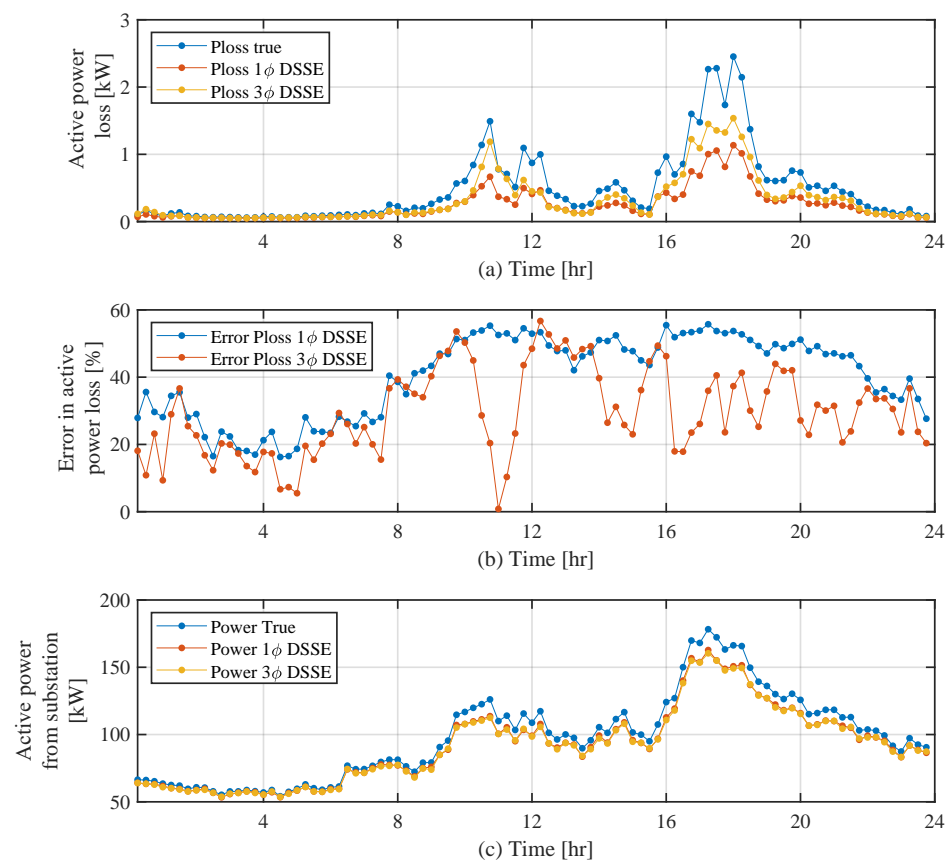 3
2
1
0
Active power
loss [kW]
Ploss true
Ploss 1ϕ DSSE
Ploss 3ϕ DSSE
4 8 12 16 20 24
(a) Time [hr]
60
40
20
0
Error in active
power loss [%]
Error Ploss 1ϕ DSSE
Error Ploss 3ϕ DSSE
4 8 12 16 20 24
(b) Time [hr]
200
150
100
50
Active power
from substation
[kW]
Power True
Power 1ϕ DSSE
Power 3ϕ DSSE
4 8 12 16 20 24
(c) Time [hr]